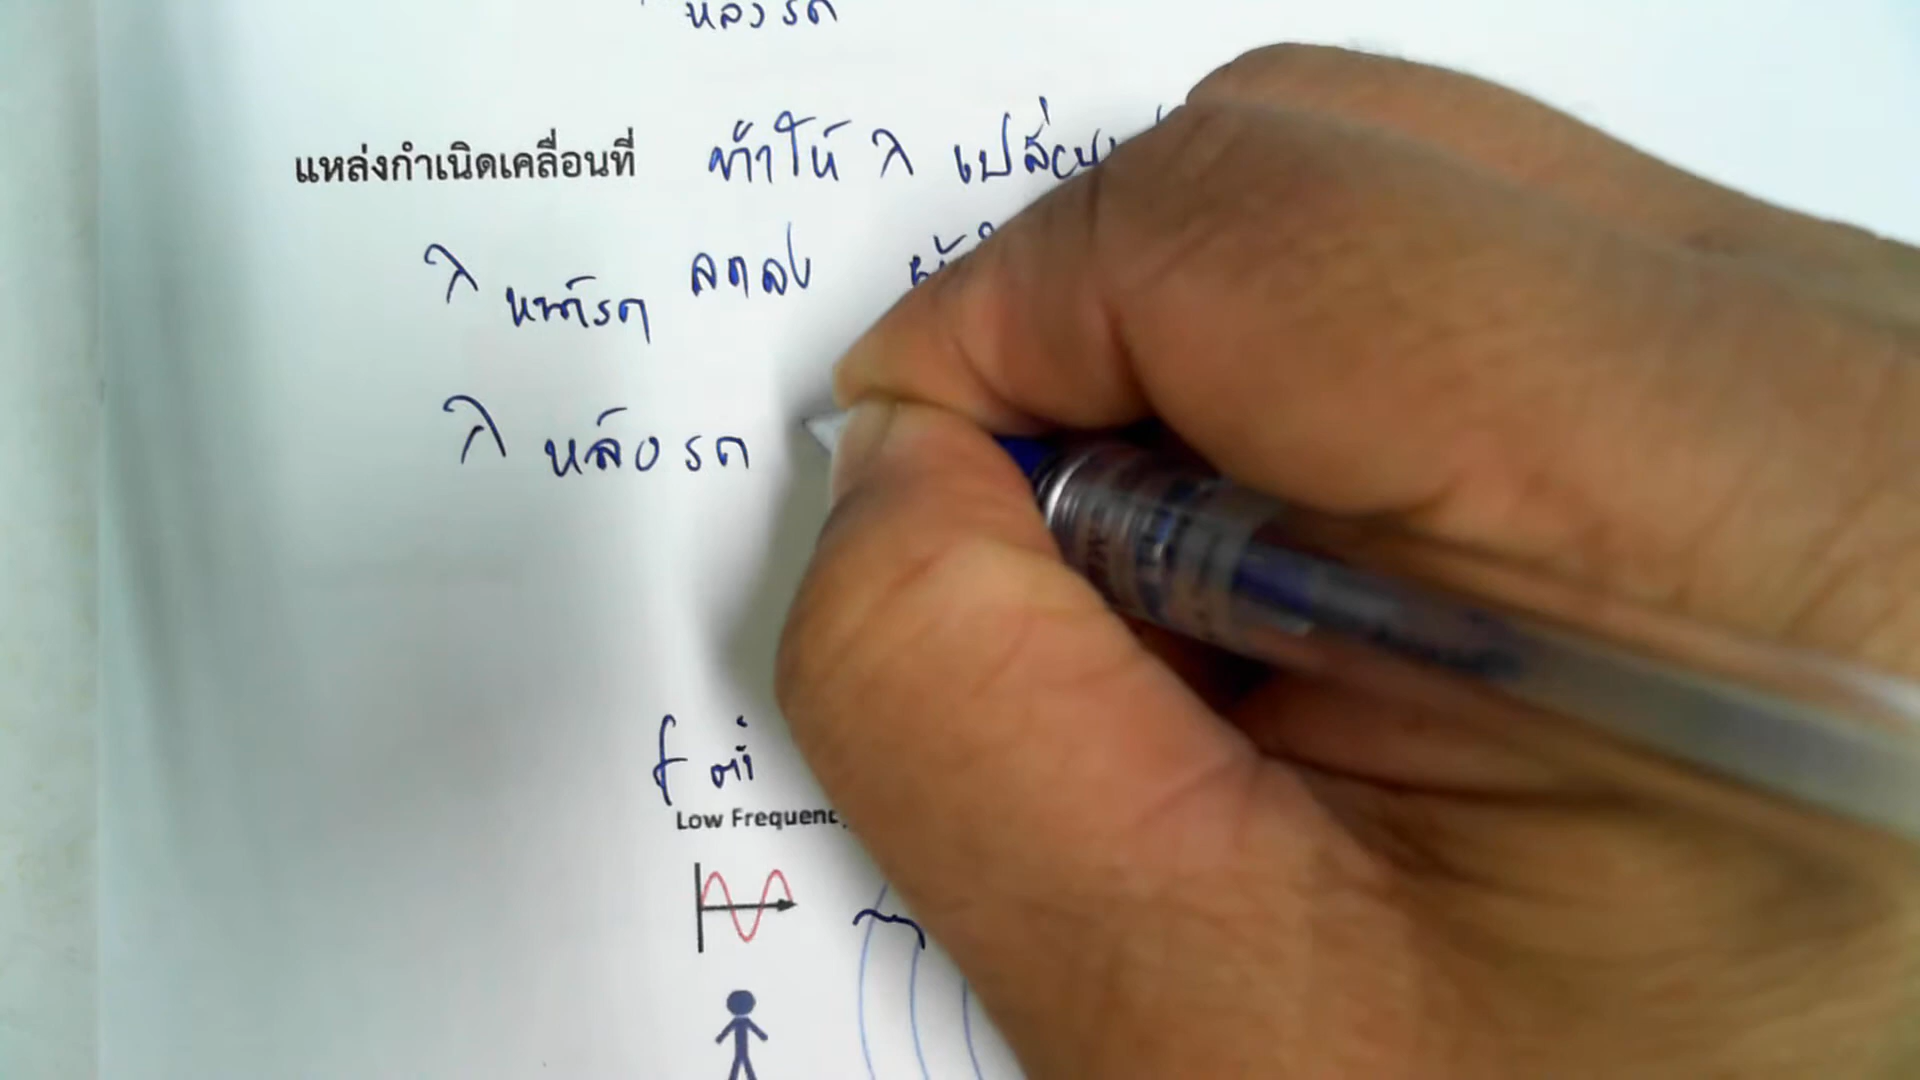 หลังรถ
แหล่งกำเนิดเคลื่อนที่ ทำให้ λ เปลี่ยน
λ หน้ารถ ลดลง
λ หลังรถ
f ต่ำ
Low Frequency